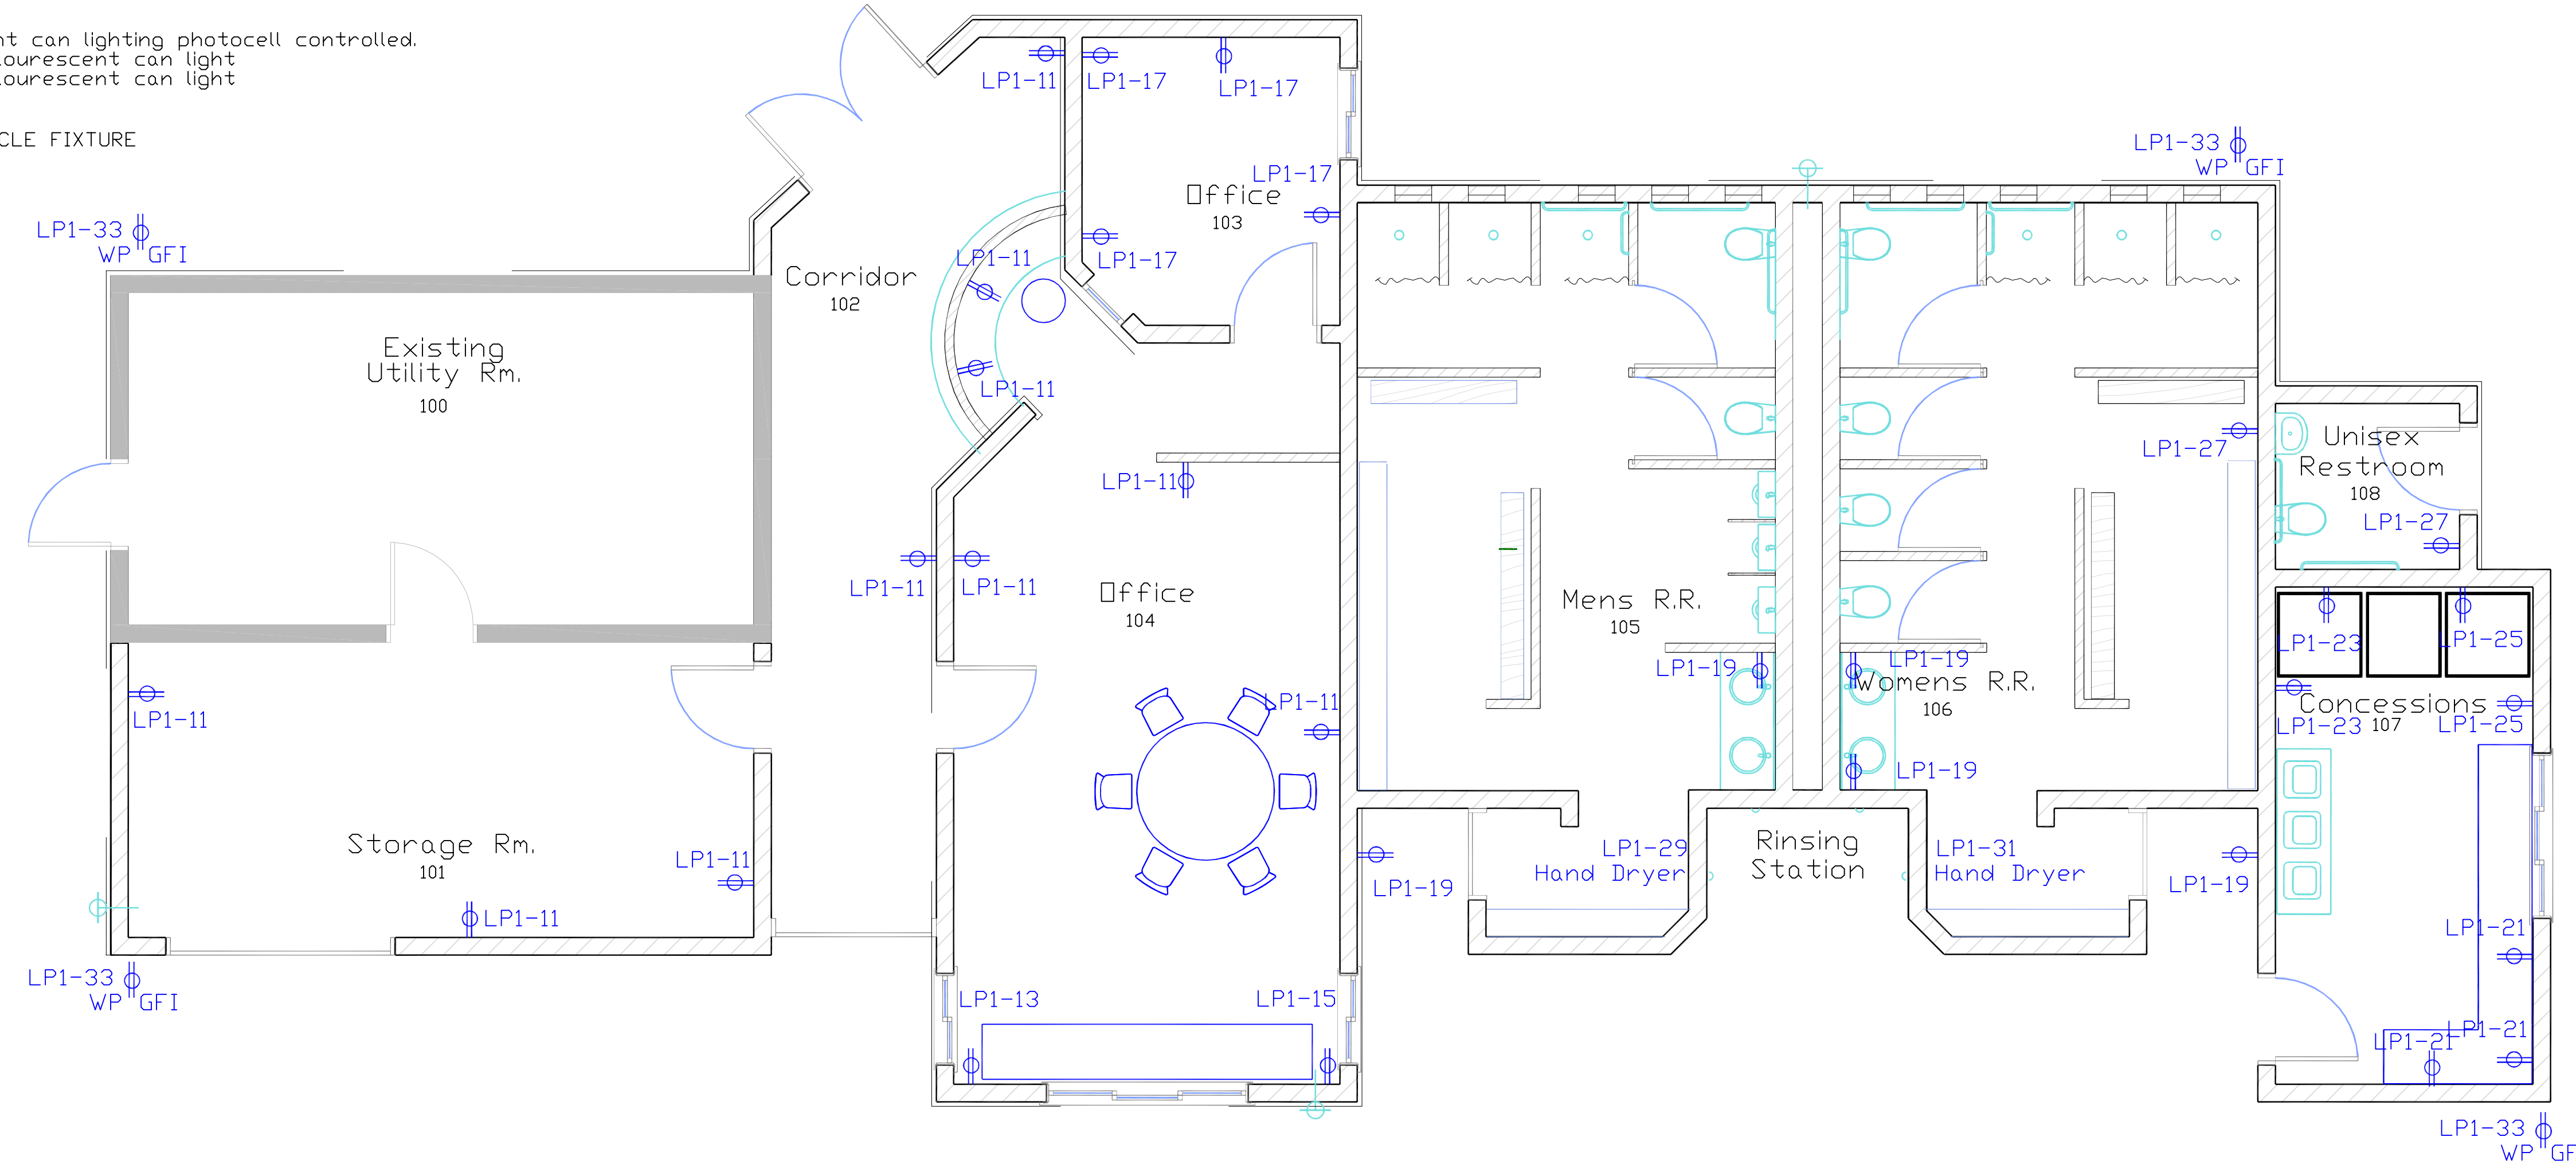 nt can lighting photocell controlled.
lourescent can light
lourescent can light
CLE FIXTURE
LP1-11
LP1-17
LP1-17
LP1-33
WP GFI
LP1-17
Office
103
LP1-33
WP GFI
LP1-17
LP1-11
Corridor
102
Existing
Utility Rm.
100
LP1-11
LP1-11
LP1-27
Unisex
Restroom
108
LP1-27
LP1-11
LP1-11
Office
104
Mens R.R.
105
LP1-23
LP1-25
LP1-19
LP1-19
Womens R.R.
106
LP1-11
LP1-11
Concessions
107
LP1-23
LP1-25
LP1-19
Storage Rm.
101
LP1-11
LP1-11
LP1-19
LP1-29
Hand Dryer
Rinsing
Station
LP1-31
Hand Dryer
LP1-19
LP1-21
LP1-33
WP GFI
LP1-13
LP1-15
LP1-21
LP1-21
LP1-33
WP GF